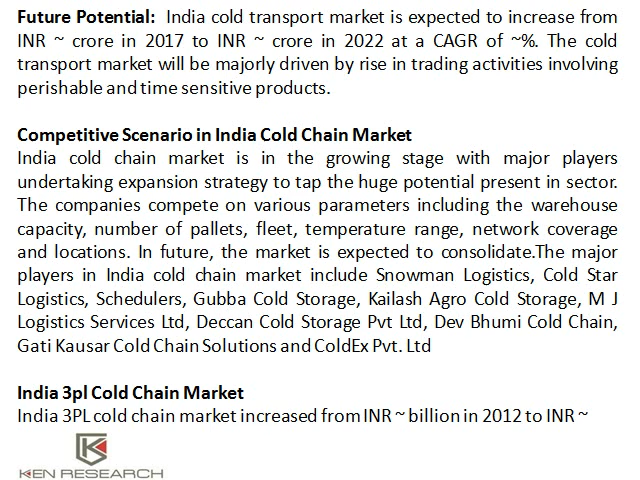 Future Potential: India cold transport market is expected to increase from
INR ~ crore in 2017 to INR ~ crore in 2022 at a CAGR of ~%. The cold
transport market will be majorly driven by rise in trading activities involving
perishable and time sensitive products.
Competitive Scenario in India Cold Chain Market
India cold chain market is in the growing stage with major players
undertaking expansion strategy to tap the huge potential present in sector.
The companies compete on various parameters including the warehouse
capacity, number of pallets, fleet, temperature range, network coverage
and locations. In future, the market is expected to consolidate.The major
players in India cold chain market include Snowman Logistics, Cold Star
Logistics, Schedulers, Gubba Cold Storage, Kailash Agro Cold Storage, M J
Logistics Services Ltd, Deccan Cold Storage Pvt Ltd, Dev Bhumi Cold Chain,
Gati Kausar Cold Chain Solutions and ColdEx Pvt. Ltd
India 3pl Cold Chain Market
India 3PL cold chain market increased from INR ~ billion in 2012 to INR ~
KEN RESEARCH